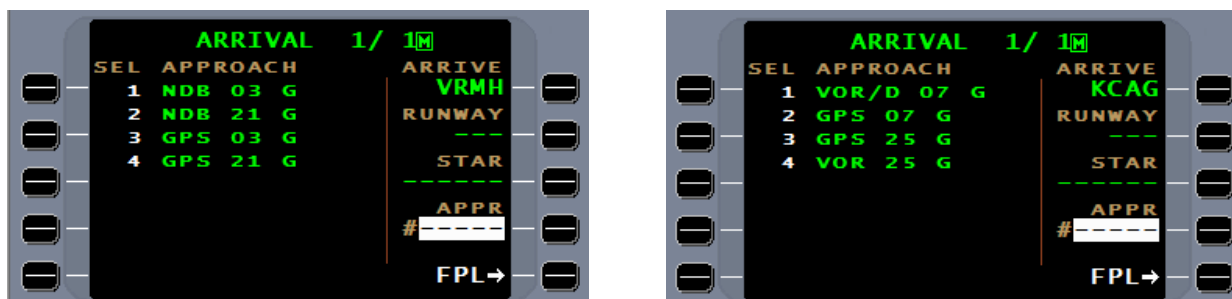 ARRIVAL 1/ 1M
SEL APPROACH ARRIVE
1 NDB 03 G VRMH
2 NDB 21 G RUNWAY
3 GPS 03 G ---
4 GPS 21 G STAR
------
APPR
#-----
FPL→
ARRIVAL 1/ 1M
SEL APPROACH ARRIVE
1 VOR/D 07 G KCAG
2 GPS 07 G RUNWAY
3 GPS 25 G ---
4 VOR 25 G STAR
------
APPR
#-----
FPL→